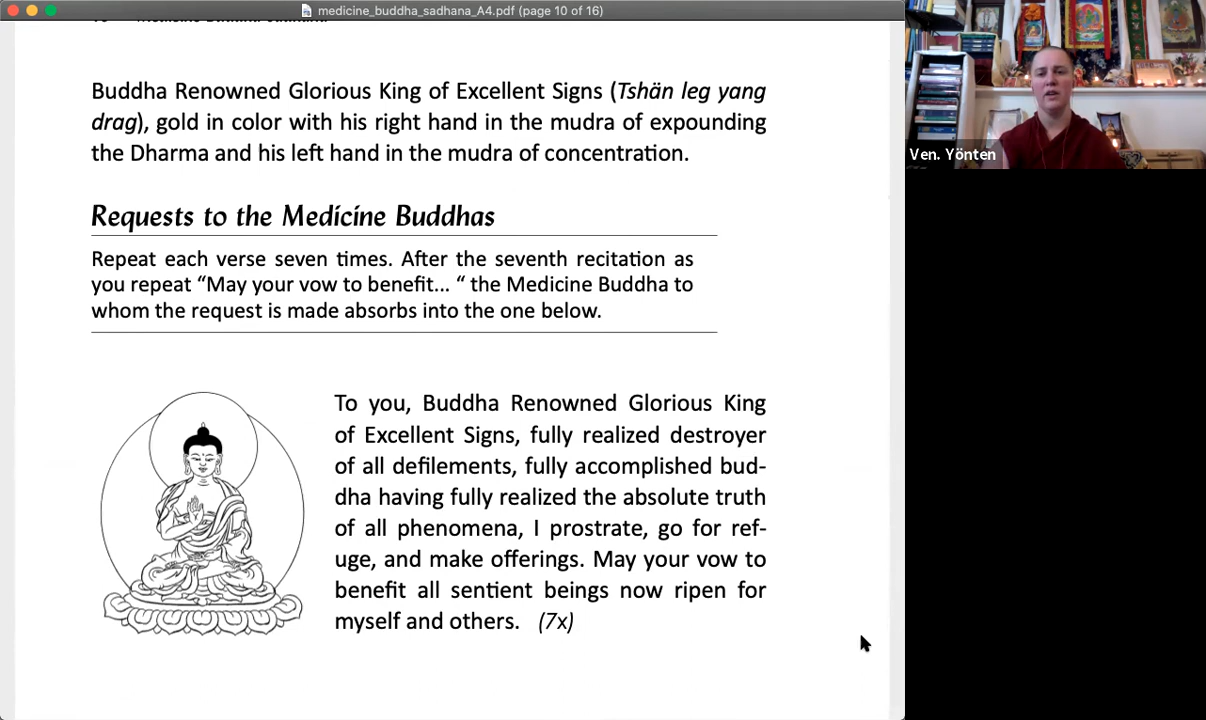 medicine_buddha_sadhana_A4.pdf (page 10 of 16)
Buddha Renowned Glorious King of Excellent Signs (Tshän leg yang
drag), gold in color with his right hand in the mudra of expounding
the Dharma and his left hand in the mudra of concentration.
Requests to the Medicine Buddhas
Repeat each verse seven times. After the seventh recitation as
you repeat “May your vow to benefit... “ the Medicine Buddha to
whom the request is made absorbs into the one below.
To you, Buddha Renowned Glorious King
of Excellent Signs, fully realized destroyer
of all defilements, fully accomplished bud-
dha having fully realized the absolute truth
of all phenomena, I prostrate, go for ref-
uge, and make offerings. May your vow to
benefit all sentient beings now ripen for
myself and others. (7x)
Ven. Yönten